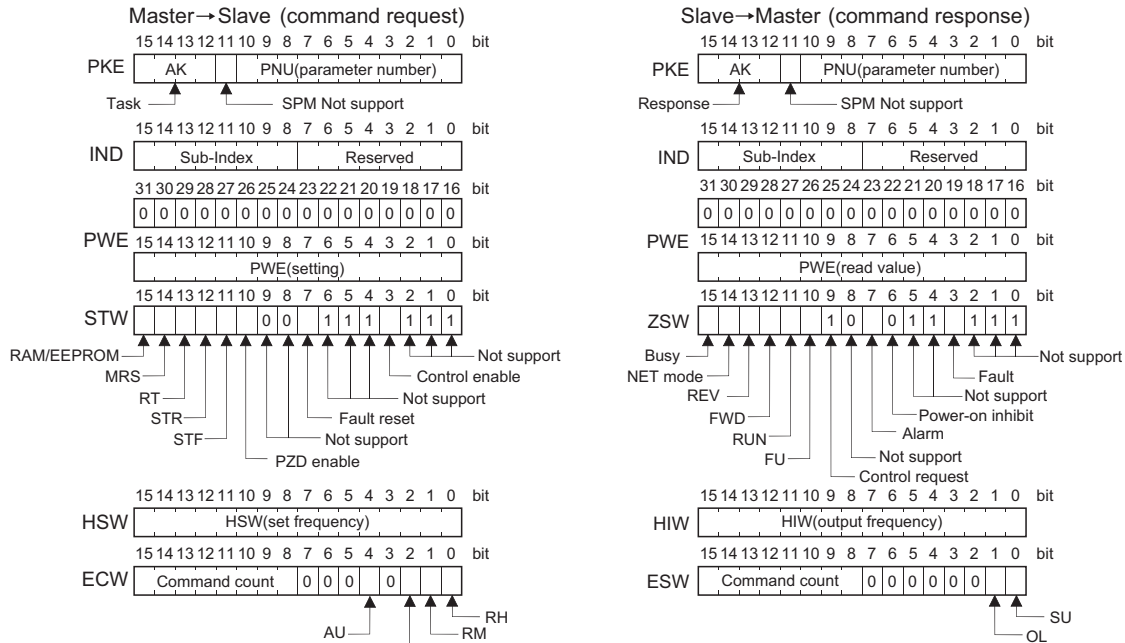 Master→Slave (command request)
15 14 13 12 11 10 9 8 7 6 5 4 3 2 1 0 bit
PKE AK PNU(parameter number)
Task SPM Not support
15 14 13 12 11 10 9 8 7 6 5 4 3 2 1 0 bit
IND Sub-Index Reserved
31 30 29 28 27 26 25 24 23 22 21 20 19 18 17 16 bit
0 0 0 0 0 0 0 0 0 0 0 0 0 0 0 0
PWE 15 14 13 12 11 10 9 8 7 6 5 4 3 2 1 0 bit
PWE(setting)
15 14 13 12 11 10 9 8 7 6 5 4 3 2 1 0 bit
STW 0 0 1 1 1 1 1 1
RAM/EEPROM Not support
MRS Control enable
RT Not support
STR Fault reset
STF Not support
PZD enable
15 14 13 12 11 10 9 8 7 6 5 4 3 2 1 0 bit
HSW HSW(set frequency)
15 14 13 12 11 10 9 8 7 6 5 4 3 2 1 0 bit
ECW Command count 0 0 0 0
RH
AU RM
Slave→Master (command response)
15 14 13 12 11 10 9 8 7 6 5 4 3 2 1 0 bit
PKE AK PNU(parameter number)
Response SPM Not support
15 14 13 12 11 10 9 8 7 6 5 4 3 2 1 0 bit
IND Sub-Index Reserved
31 30 29 28 27 26 25 24 23 22 21 20 19 18 17 16 bit
0 0 0 0 0 0 0 0 0 0 0 0 0 0 0 0
PWE 15 14 13 12 11 10 9 8 7 6 5 4 3 2 1 0 bit
PWE(read value)
15 14 13 12 11 10 9 8 7 6 5 4 3 2 1 0 bit
ZSW 1 0 0 1 1 1 1 1
Busy Not support
NET mode Fault
REV Not support
FWD Power-on inhibit
RUN Alarm
FU Not support
Control request
15 14 13 12 11 10 9 8 7 6 5 4 3 2 1 0 bit
HIW HIW(output frequency)
15 14 13 12 11 10 9 8 7 6 5 4 3 2 1 0 bit
ESW Command count 0 0 0 0 0 0
SU
OL